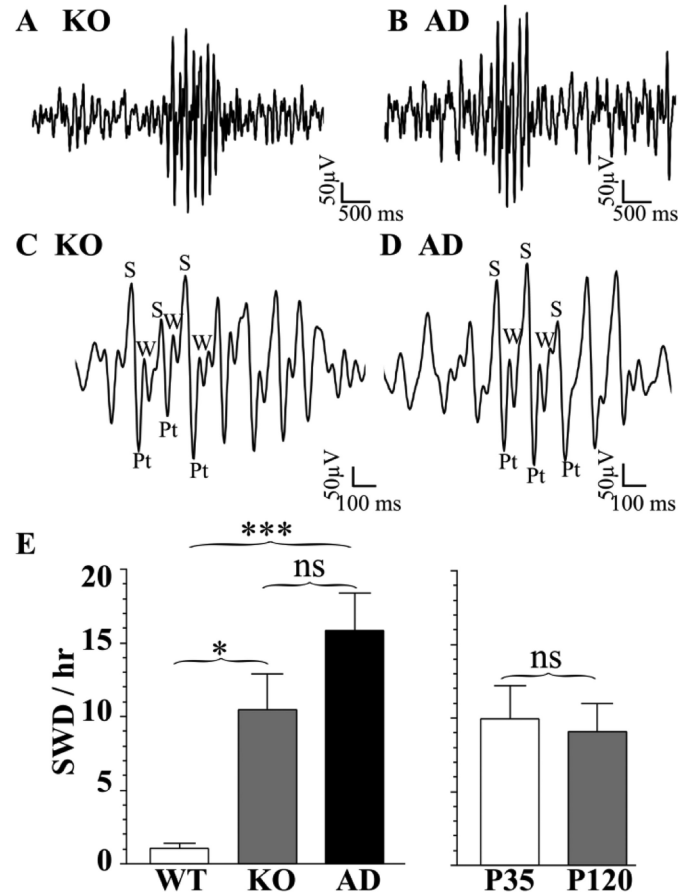 A KO
B AD
50μV
500 ms
50μV
500 ms
C KO
D AD
S
S
S
W
W
W
Pt
Pt
Pt
50μV
100 ms
S
S
S
W
W
Pt
Pt
Pt
50μV
100 ms
E
***
ns
*
20
15
10
5
0
SWD / hr
WT KO AD
ns
P35 P120